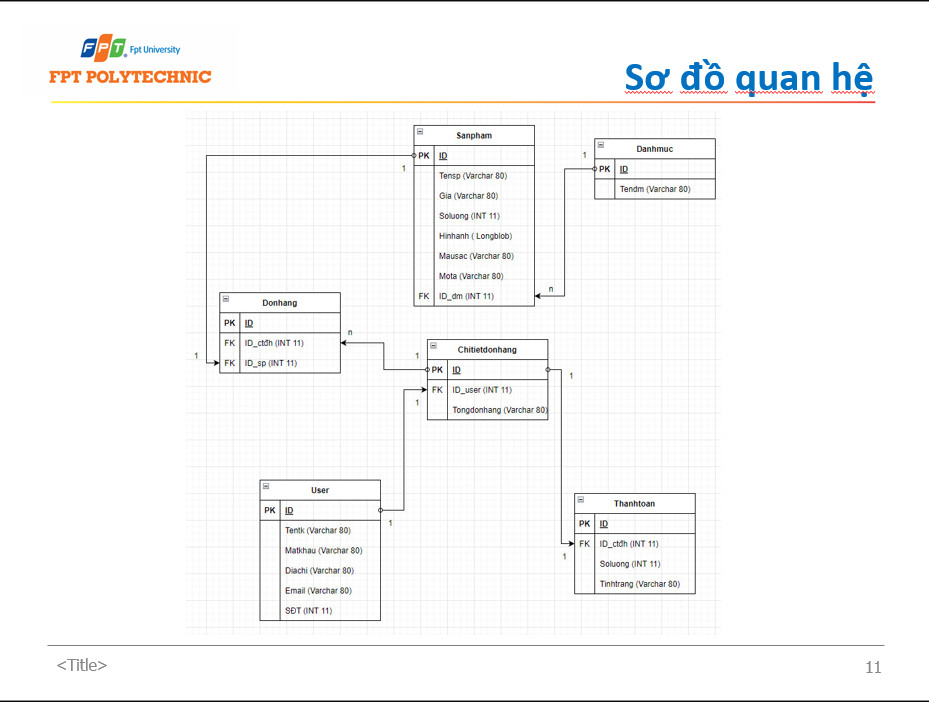 FPT Fpt University
FPT POLYTECHNIC
Sơ đồ quan hệ
Sanpham
PK ID
Tensp (Varchar 80)
Gia (Varchar 80)
Soluong (INT 11)
Hinhanh ( Longblob)
Mausac (Varchar 80)
Mota (Varchar 80)
FK ID_dm (INT 11)
1
Danhmuc
PK ID
Tendm (Varchar 80)
1
n
Donhang
PK ID
FK ID_ctđh (INT 11)
FK ID_sp (INT 11)
1
n
Chitietdonhang
PK ID
FK ID_user (INT 11)
Tongdonhang (Varchar 80)
1
1
1
User
PK ID
Tentk (Varchar 80)
Matkhau (Varchar 80)
Diachi (Varchar 80)
Email (Varchar 80)
SĐT (INT 11)
1
Thanhtoan
PK ID
FK ID_ctđh (INT 11)
Soluong (INT 11)
Tinhtrang (Varchar 80)
1
<Title>
11